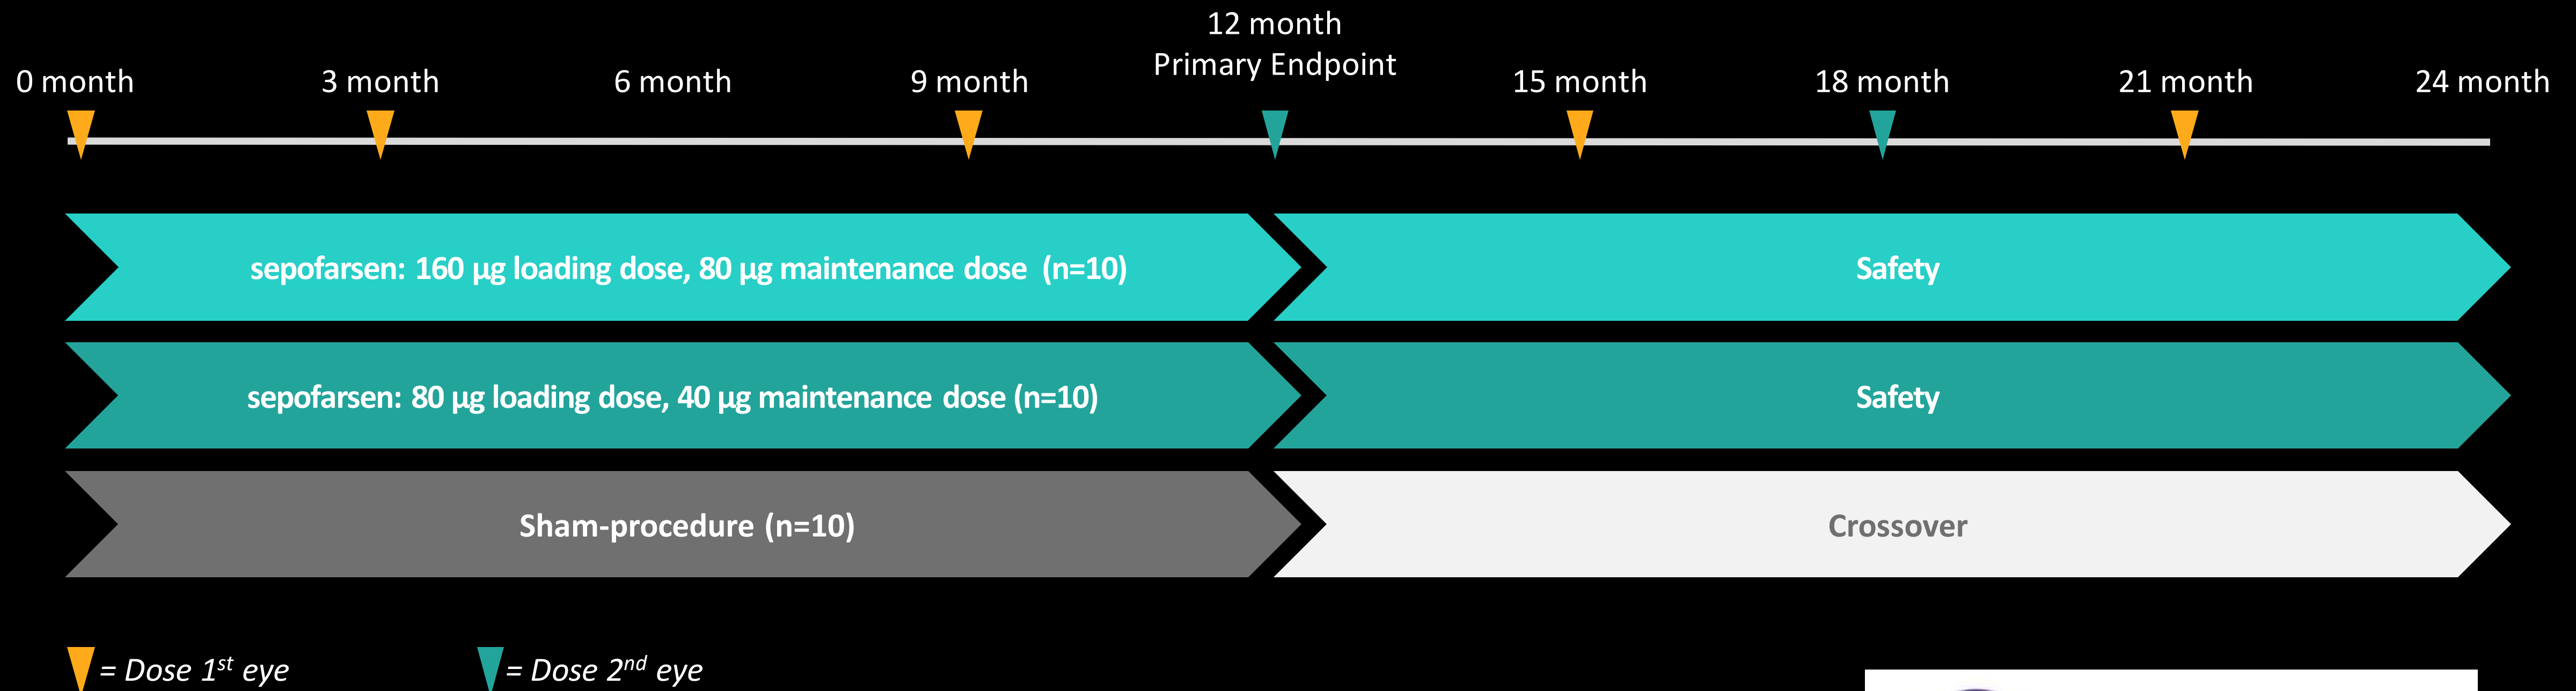 12 month
Primary Endpoint
0 month 3 month 6 month 9 month 15 month 18 month 21 month 24 month
sepofarsen: 160 µg loading dose, 80 µg maintenance dose (n=10) Safety
sepofarsen: 80 µg loading dose, 40 µg maintenance dose (n=10) Safety
Sham-procedure (n=10) Crossover
= Dose 1st eye = Dose 2nd eye